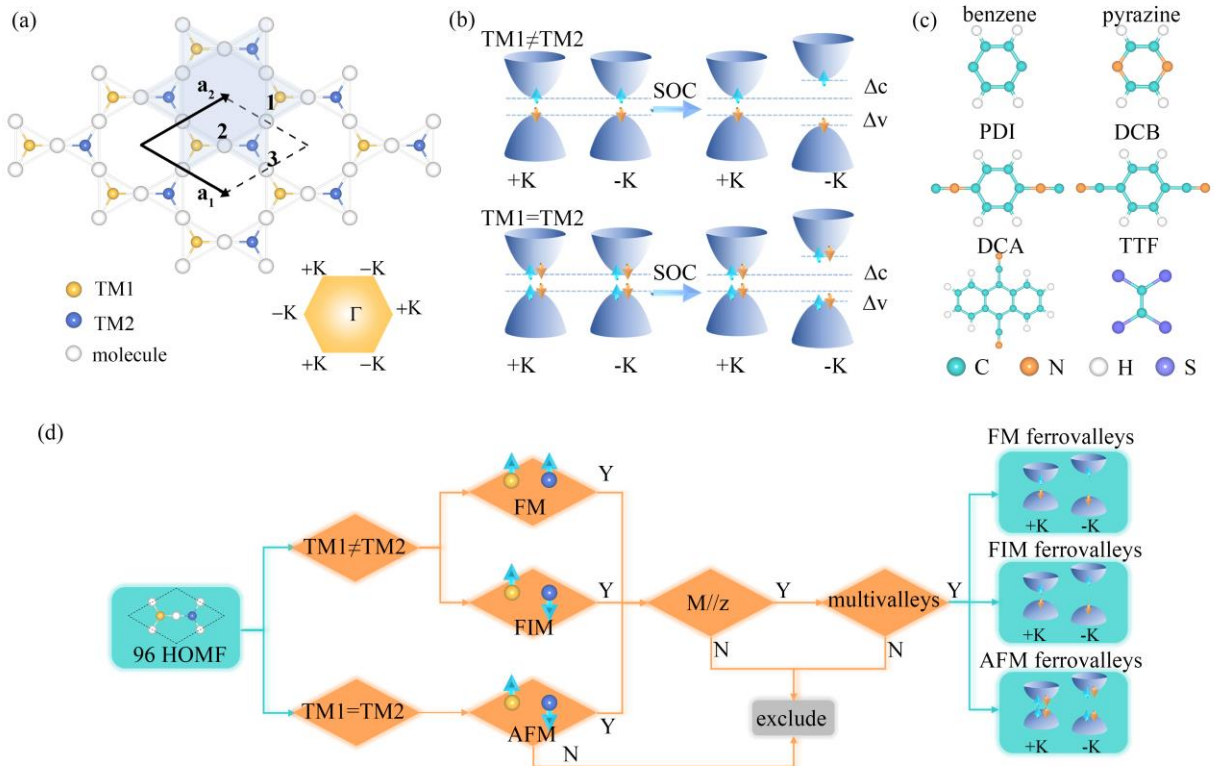 (a)
a₂
1
2
3
a₁
TM1
TM2
molecule
+K
−K
−K
Γ
+K
+K
−K
(b)
TM1≠TM2
SOC
Δc
Δv
+K
-K
+K
-K
TM1=TM2
SOC
Δc
Δv
+K
-K
+K
-K
(c)
benzene
pyrazine
PDI
DCB
DCA
TTF
C
N
H
S
(d)
96 HOMF
TM1≠TM2
TM1=TM2
FM
Y
FIM
Y
AFM
Y
N
M//z
Y
N
multivalleys
Y
N
exclude
FM ferrovalleys
+K
-K
FIM ferrovalleys
+K
-K
AFM ferrovalleys
+K
-K